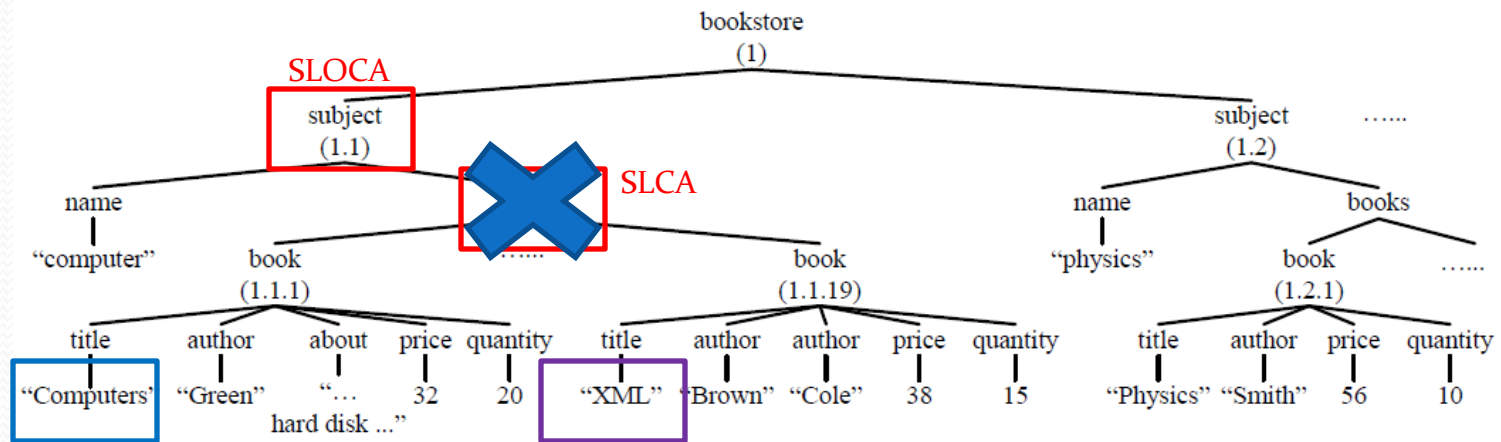 bookstore
(1)
SLOCA
subject
(1.1)
subject
(1.2)
…...
SLCA
name
name
books
“computer”
book
(1.1.1)
…...
book
(1.1.19)
“physics”
book
(1.2.1)
…...
title author about price quantity title author author price quantity title author price quantity
“Computers” “Green” “… 32 20 “XML” “Brown” “Cole” 38 15 “Physics” “Smith” 56 10
hard disk ...”